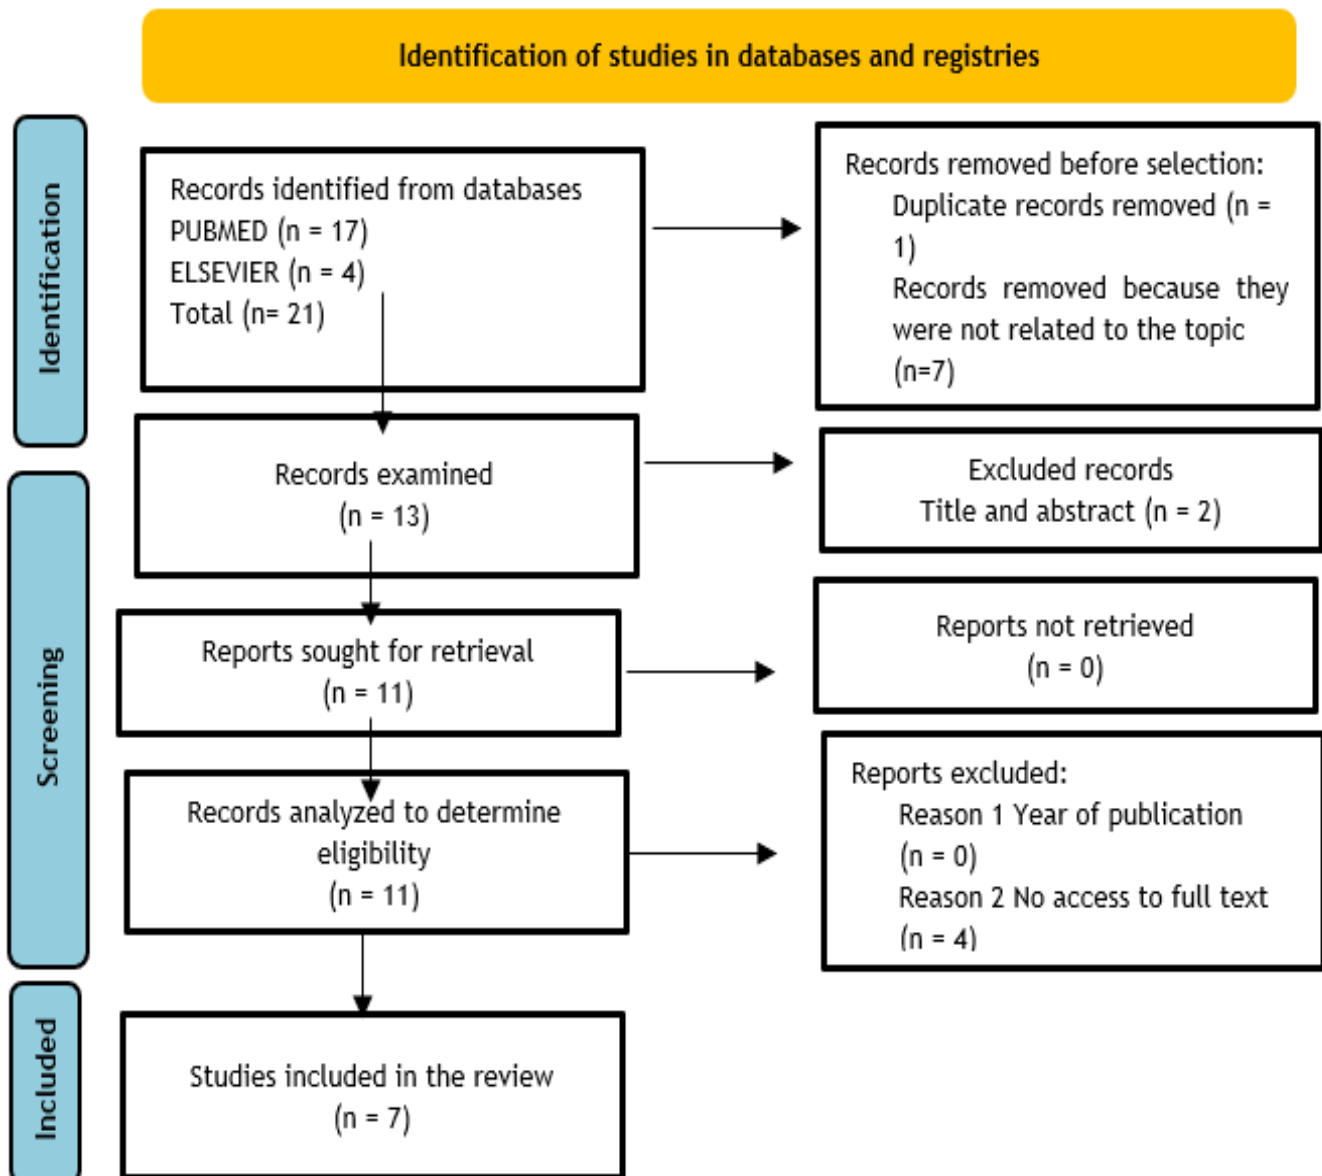 Identification of studies in databases and registries
Identification
Records identified from databases
PUBMED (n = 17)
ELSEVIER (n = 4)
Total (n= 21)
Records removed before selection:
Duplicate records removed (n =
1)
Records removed because they
were not related to the topic
(n=7)
Screening
Records examined
(n = 13)
Excluded records
Title and abstract (n = 2)
Reports sought for retrieval
(n = 11)
Reports not retrieved
(n = 0)
Records analyzed to determine
eligibility
(n = 11)
Reports excluded:
Reason 1 Year of publication
(n = 0)
Reason 2 No access to full text
(n = 4)
Included
Studies included in the review
(n = 7)